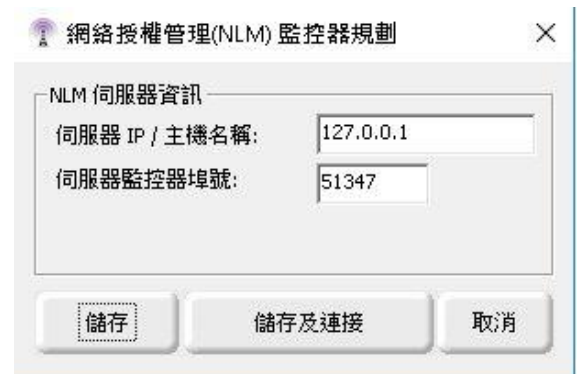 網絡授權管理(NLM) 監控器規劃
NLM 伺服器資訊
伺服器 IP / 主機名稱: 127.0.0.1
伺服器監控器埠號: 51347
儲存 儲存及連接 取消